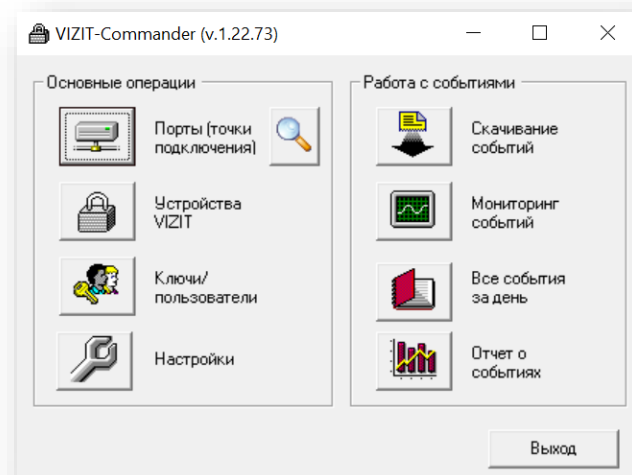 VIZIT-Commander (v.1.22.73)
Основные операции
Порты (точки
подключения)
Устройства
VIZIT
Ключи/
пользователи
Настройки
Работа с событиями
Скачивание
событий
Мониторинг
событий
Все события
за день
Отчет о
событиях
Выход